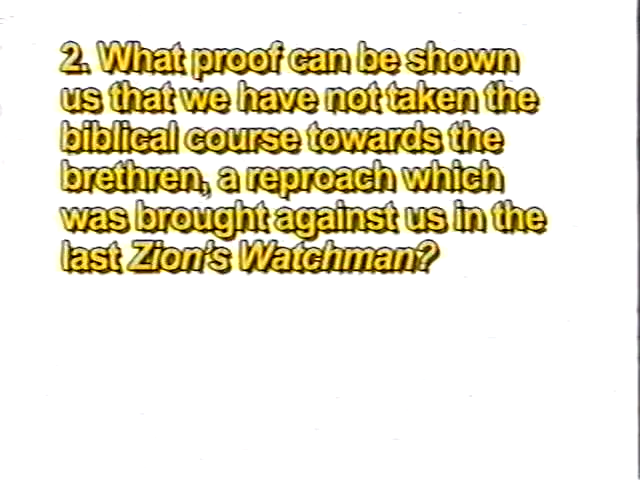 2. What proof can be shown
us that we have not taken the
biblical course towards the
brethren, a reproach which
was brought against us in the
last Zion's Watchman?